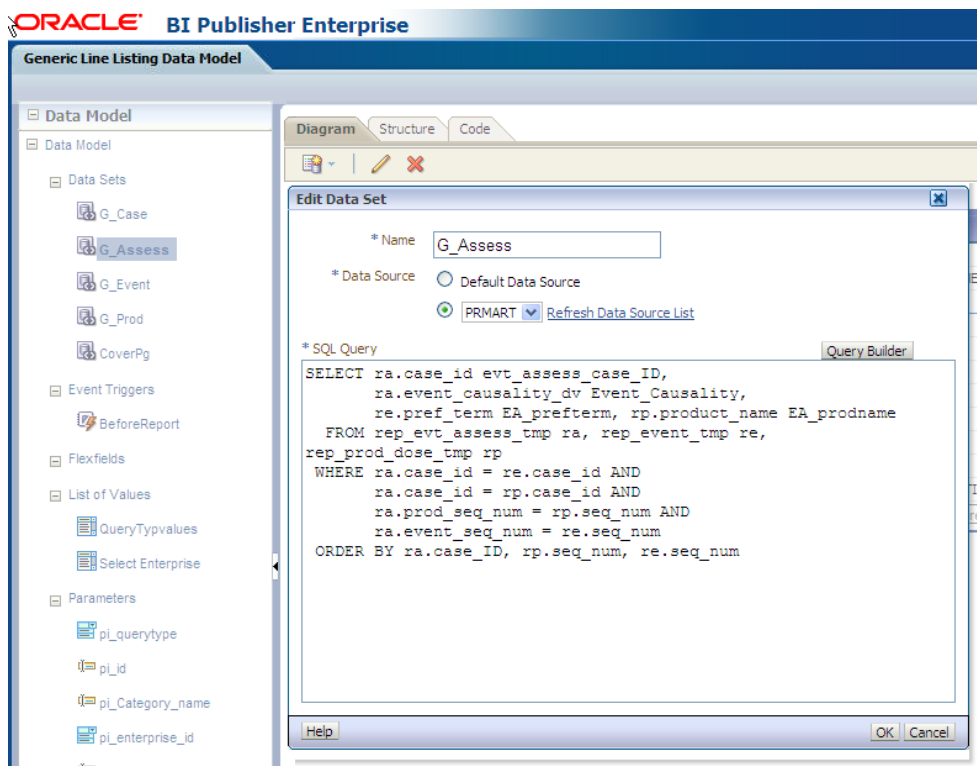 ORACLE® BI Publisher Enterprise
Generic Line Listing Data Model
Data Model
Data Model
Data Sets
G_Case
G_Assess
G_Event
G_Prod
CoverPg
Event Triggers
BeforeReport
Flexfields
List of Values
QueryTypvalues
Select Enterprise
Parameters
pi_querytype
pi_id
pi_Category_name
pi_enterprise_id
Diagram Structure Code
Edit Data Set
* Name G_Assess
* Data Source Default Data Source
PRMART Refresh Data Source List
* SQL Query Query Builder
SELECT ra.case_id evt_assess_case_ID,
ra.event_causality_dv Event_Causality,
re.pref_term EA_prefterm, rp.product_name EA_prodname
FROM rep_evt_assess_tmp ra, rep_event_tmp re,
rep_prod_dose_tmp rp
WHERE ra.case_id = re.case_id AND
ra.case_id = rp.case_id AND
ra.prod_seq_num = rp.seq_num AND
ra.event_seq_num = re.seq_num
ORDER BY ra.case_ID, rp.seq_num, re.seq_num
Help OK Cancel